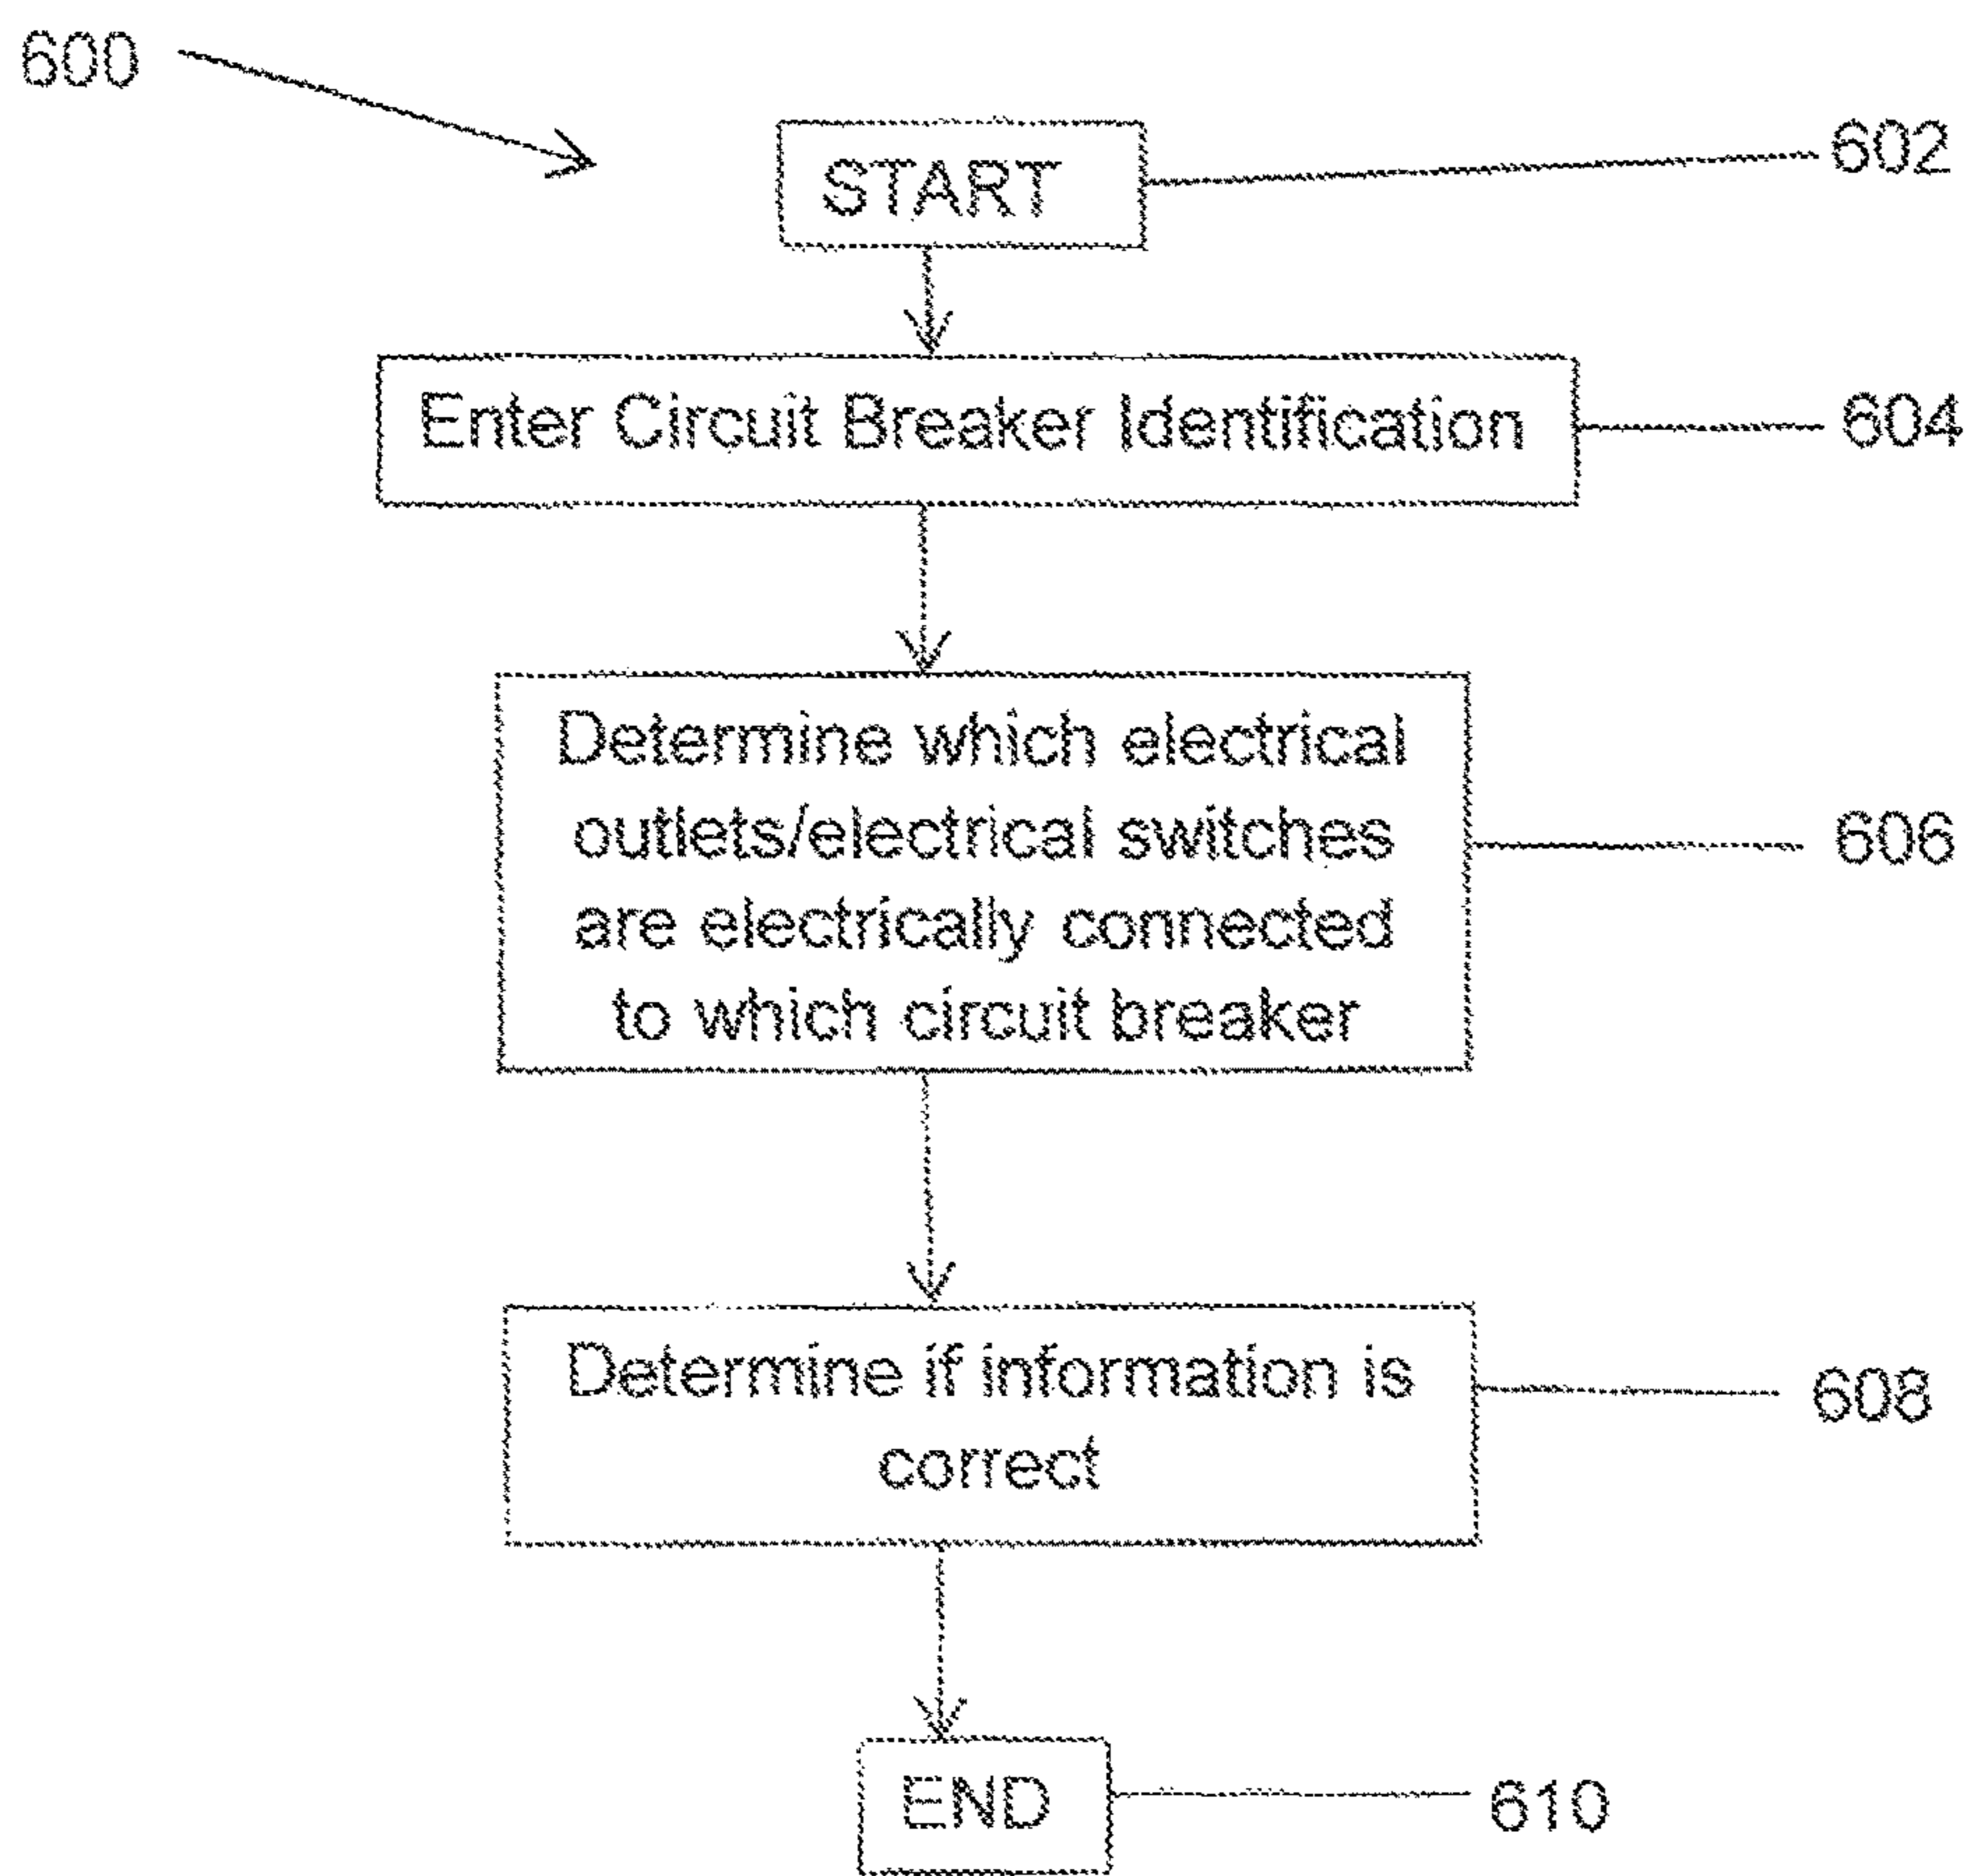 600
START
602
Enter Circuit Breaker Identification
604
Determine which electrical
outlets/electrical switches
are electrically connected
to which circuit breaker
606
Determine if information is
correct
608
END
610